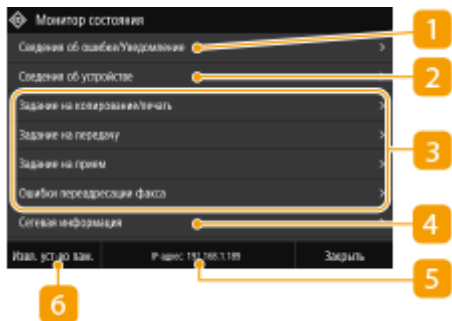 Монитор состояния
1
Сведения об ошибке/Уведомление
Сведения об устройстве
2
Задание на копирование/печать
Задание на передачу
3
Задание на прием
Ошибки переадресации факса
Сетевая информация
4
Извл. уст-во пам.
IP-адрес: 192.168.1.189
Закрыть
5
6